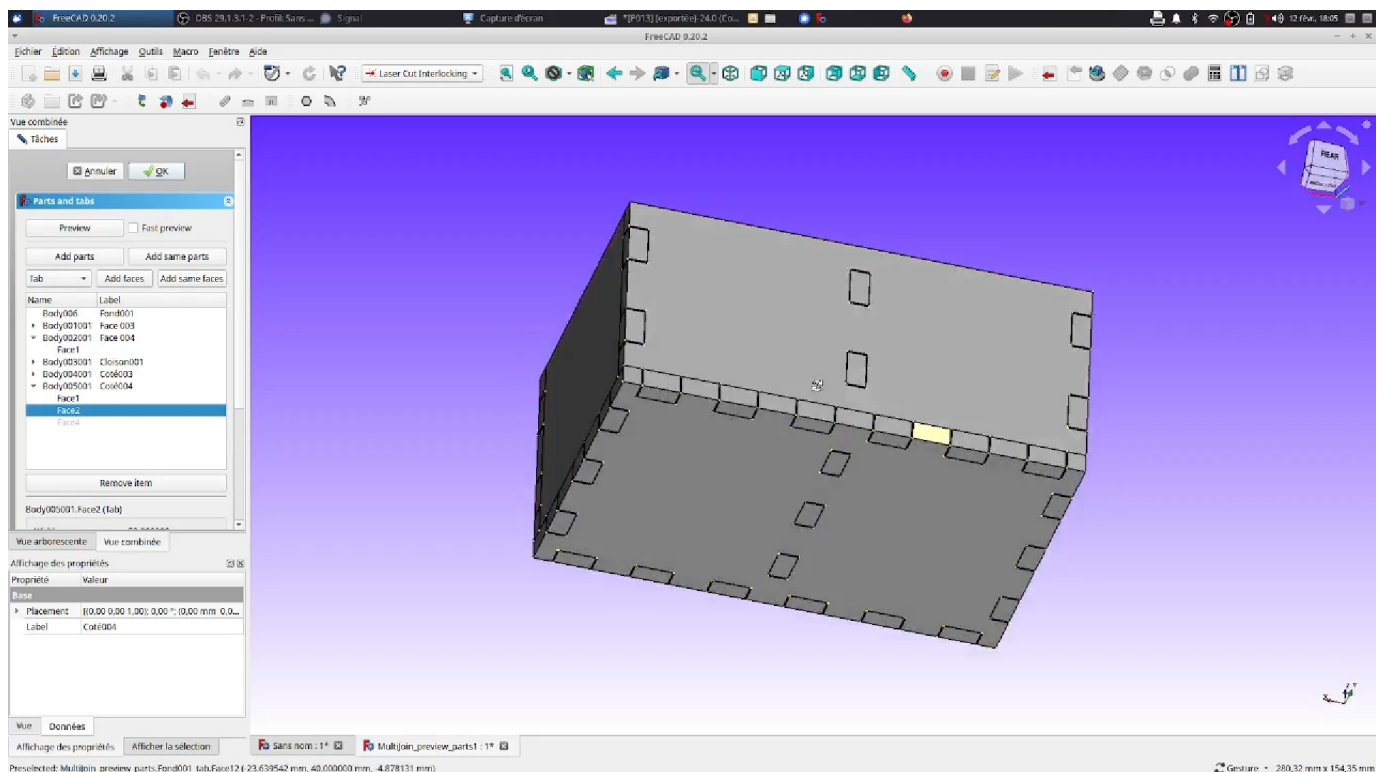 FreeCAD 0.20.2
OBS 29.1.3.1-2 - Profil: Sans ...
Signal
Capture d'écran
*[P013] (exportée)-24.0 (Co...
12 févr., 18:05
FreeCAD 0.20.2
Fichier Édition Affichage Outils Macro Fenêtre Aide
Laser Cut Interlocking
Vue combinée
Tâches
Annuler OK
Parts and tabs
Preview Fast preview
Add parts Add same parts
Tab Add faces Add same faces
Name Label
Body006 Fond001
Body001001 Face 003
Body002001 Face 004
Face1
Body003001 Cloison001
Body004001 Coté003
Body005001 Coté004
Face1
Face2
Face4
Remove item
Body005001.Face2 (Tab)
Vue arborescente Vue combinée
Affichage des propriétés
Propriété Valeur
Base
Placement [(0,00 0,00 1,00); 0,00 °; (0,00 mm 0,0...
Label Coté004
Vue Données
Affichage des propriétés Afficher la sélection
Sans nom : 1*
MultiJoin_preview_parts1 : 1*
REAR
Preselected: MultiJoin_preview_parts.Fond001_tab.Face12 (-23.639542 mm, 40.000000 mm, -4.878131 mm)
Gesture
280,32 mm x 154,35 mm